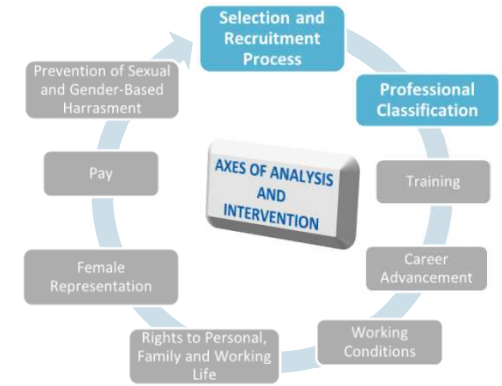 Selection and
Recruitment
Process
Professional
Classification
Training
Career
Advancement
Working
Conditions
Rights to Personal,
Family and Working
Life
Female
Representation
Pay
Prevention of Sexual
and Gender-Based
Harrasment
AXES OF ANALYSIS
AND
INTERVENTION